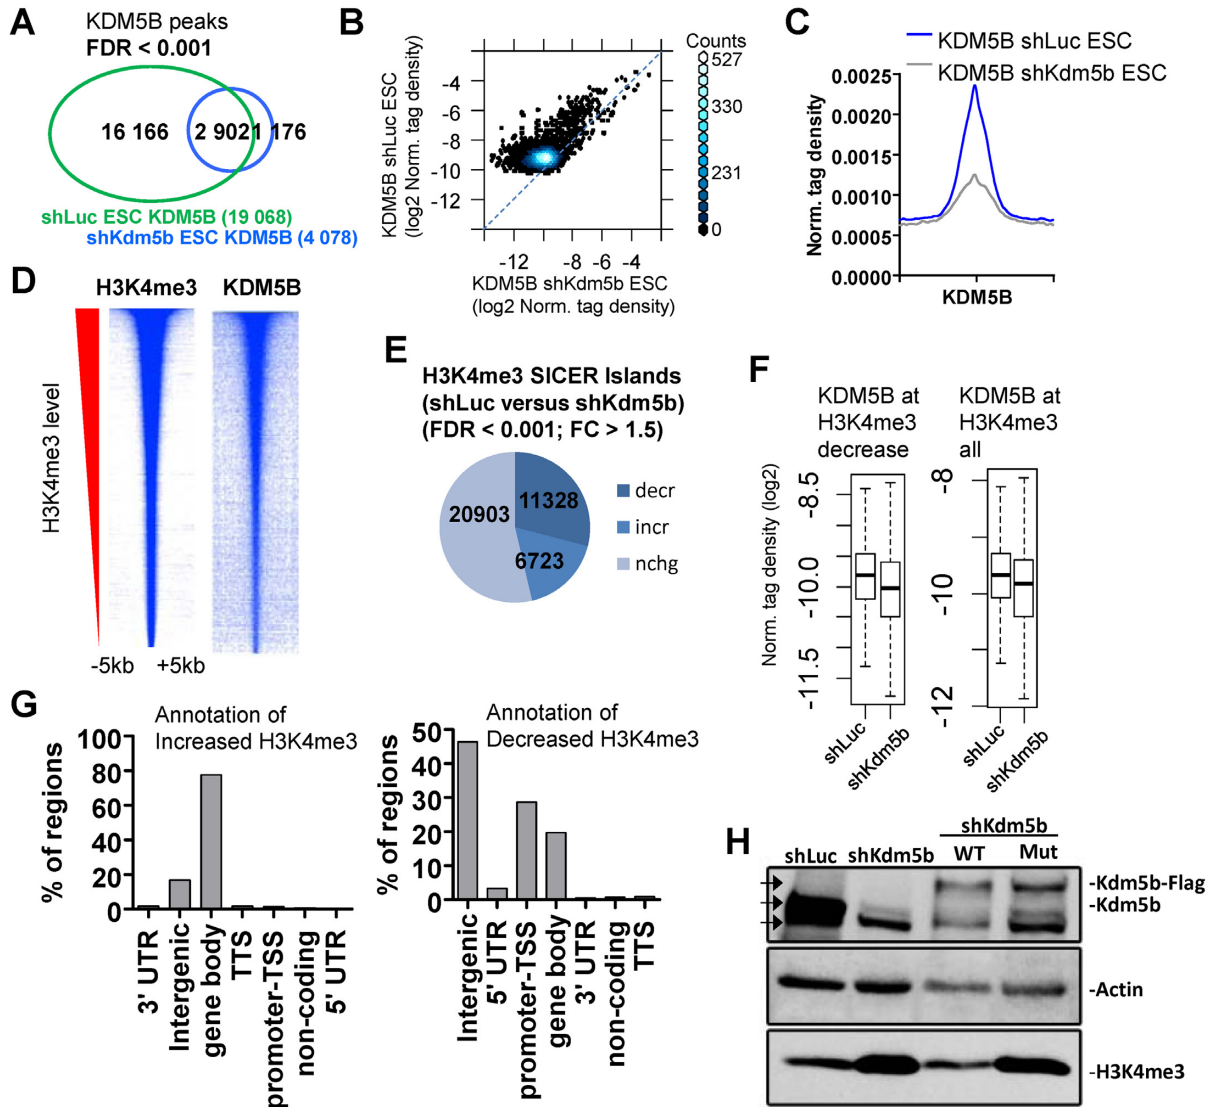 A
KDM5B peaks
FDR < 0.001
16 166
2 902
1 176
shLuc ESC KDM5B (19 068)
shKdm5b ESC KDM5B (4 078)
B
KDM5B shLuc ESC
(log2 Norm. tag density)
-4
-6
-8
-10
-12
-12
-8
-6
-4
KDM5B shKdm5b ESC
(log2 Norm. tag density)
Counts
527
330
231
0
C
KDM5B shLuc ESC
KDM5B shKdm5b ESC
Norm. tag density
0.0025
0.0020
0.0015
0.0010
0.0005
0.0000
KDM5B
D
H3K4me3
KDM5B
H3K4me3 level
-5kb
+5kb
E
H3K4me3 SICER Islands
(shLuc versus shKdm5b)
(FDR < 0.001; FC > 1.5)
11328
20903
6723
decr
incr
nchg
F
KDM5B at
H3K4me3
decrease
Norm. tag density (log2)
-8.5
-10.0
-11.5
shLuc
shKdm5b
KDM5B at
H3K4me3
all
-8
-10
-12
shLuc
shKdm5b
G
Annotation of
Increased H3K4me3
% of regions
100
80
60
40
20
0
3' UTR
Intergenic
gene body
TTS
promoter-TSS
non-coding
5' UTR
Annotation of
Decreased H3K4me3
% of regions
50
40
30
20
10
0
Intergenic
5' UTR
promoter-TSS
gene body
3' UTR
non-coding
TTS
H
shKdm5b
shLuc shKdm5b WT Mut
-Kdm5b-Flag
-Kdm5b
-Actin
-H3K4me3